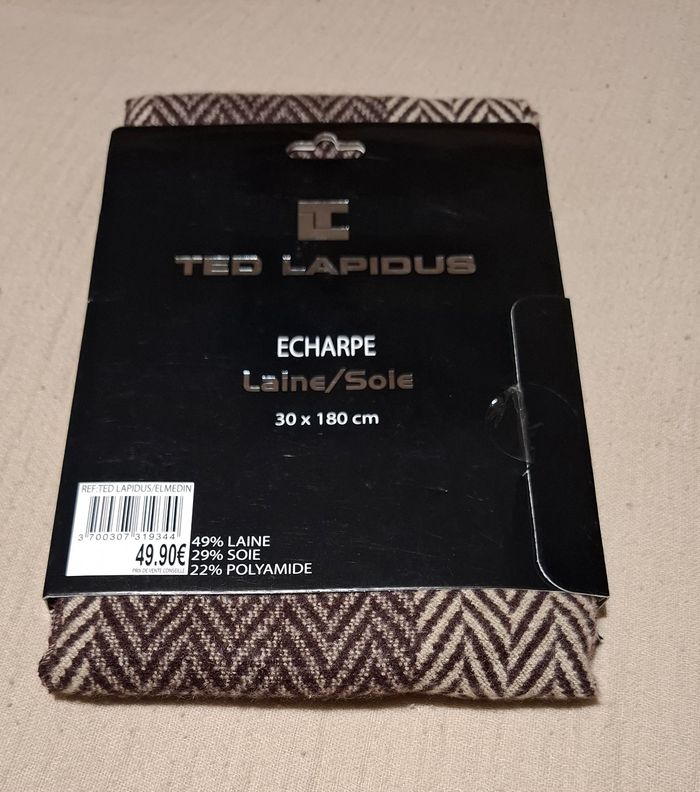 TED LAPIDUS
ECHARPE
Laine/Soie
30 x 180 cm
REF:TED LAPIDUS/ELMEDIN
3 700307 319344
49.90€
PRIX DE VENTE CONSEILLE
49% LAINE
29% SOIE
22% POLYAMIDE